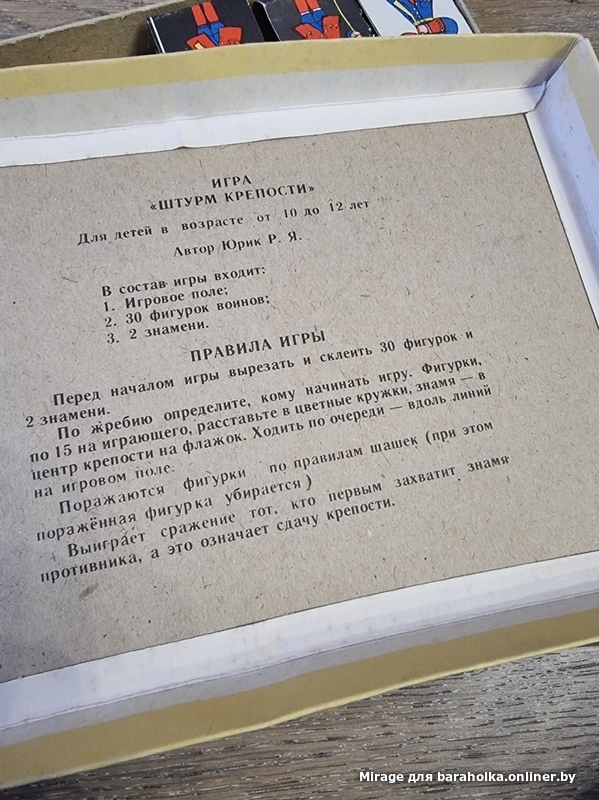 ИГРА
«ШТУРМ КРЕПОСТИ»
Для детей в возрасте от 10 до 12 лет
Автор Юрик Р. Я.
В состав игры входит:
1. Игровое поле;
2. 30 фигурок воинов;
3. 2 знамени.
ПРАВИЛА ИГРЫ
Перед началом игры вырезать и склеить 30 фигурок и
2 знамени.
По жребию определите, кому начинать игру. Фигурки,
по 15 на играющего, расставьте в цветные кружки, знамя — в
центр крепости на флажок. Ходить по очереди — вдоль линий
на игровом поле.
Поражаются фигурки по правилам шашек (при этом
поражённая фигурка убирается)
Выиграет сражение тот, кто первым захватит знамя
противника, а это означает сдачу крепости.
Mirage для baraholka.onliner.by